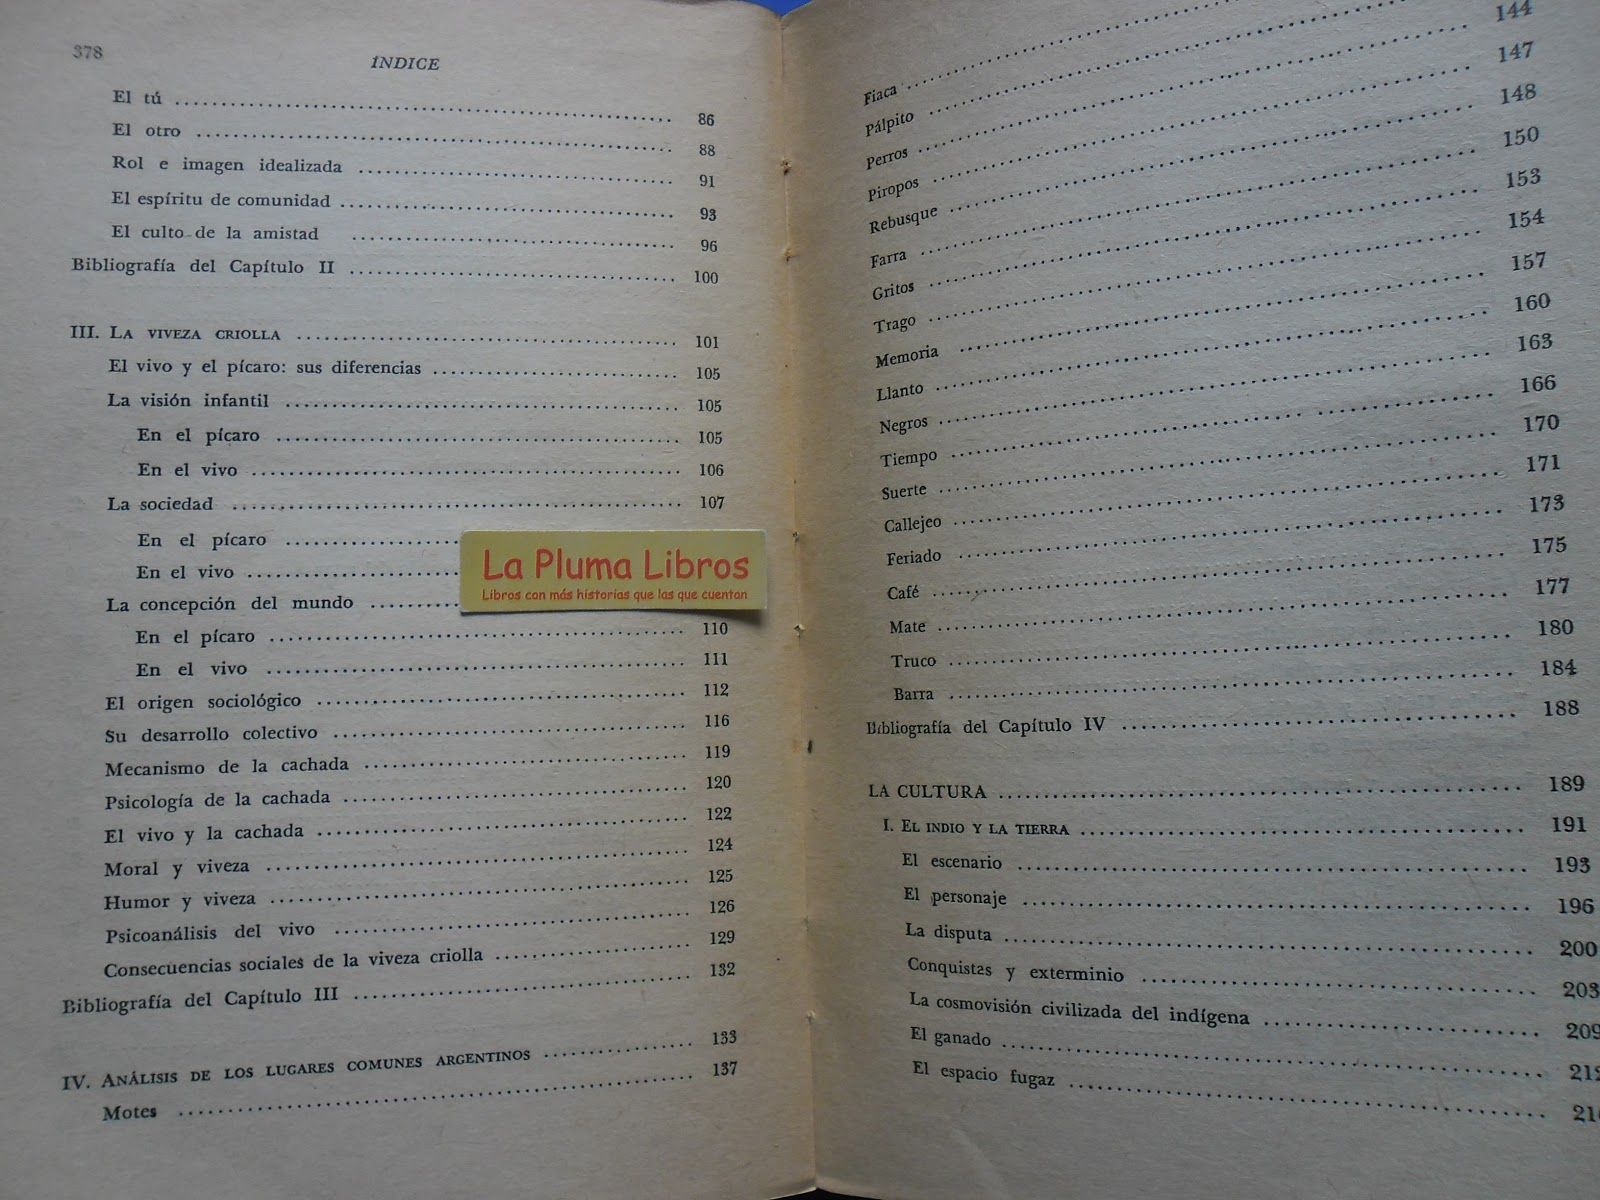 378
ÍNDICE
El tú ........ 86
El otro ........ 88
Rol e imagen idealizada ........ 91
El espíritu de comunidad ........ 93
El culto de la amistad ........ 96
Bibliografía del Capítulo II ........ 100
III. LA VIVEZA CRIOLLA ........ 101
El vivo y el pícaro: sus diferencias ........ 105
La visión infantil ........ 105
En el pícaro ........ 105
En el vivo ........ 106
La sociedad ........ 107
En el pícaro ........
En el vivo ........
La concepción del mundo ........
En el pícaro ........ 110
En el vivo ........ 111
El origen sociológico ........ 112
Su desarrollo colectivo ........ 116
Mecanismo de la cachada ........ 119
Psicología de la cachada ........ 120
El vivo y la cachada ........ 122
Moral y viveza ........ 124
Humor y viveza ........ 125
Psicoanálisis del vivo ........ 126
Consecuencias sociales de la viveza criolla ........ 129
Bibliografía del Capítulo III ........ 132
IV. ANÁLISIS DE LOS LUGARES COMUNES ARGENTINOS ........ 133
Motes ........ 137
La Pluma Libros
Libros con más historias que las que cuentan
Fiaca ........
Pálpito ........
Perros ........ 144
Piropos ........ 147
Rebusque ........ 148
Farra ........ 150
Gritos ........ 153
Trago ........ 154
Memoria ........ 157
Llanto ........ 160
Negros ........ 163
Tiempo ........ 166
Suerte ........ 170
Callejeo ........ 171
Feriado ........ 173
Café ........ 175
Mate ........ 177
Truco ........ 180
Barra ........ 184
Bibliografía del Capítulo IV ........ 188
LA CULTURA ........ 189
I. EL INDIO Y LA TIERRA ........ 191
El escenario ........ 193
El personaje ........ 196
La disputa ........ 200
Conquistas y exterminio ........ 203
La cosmovisión civilizada del indígena ........ 209
El ganado ........ 212
El espacio fugaz ........